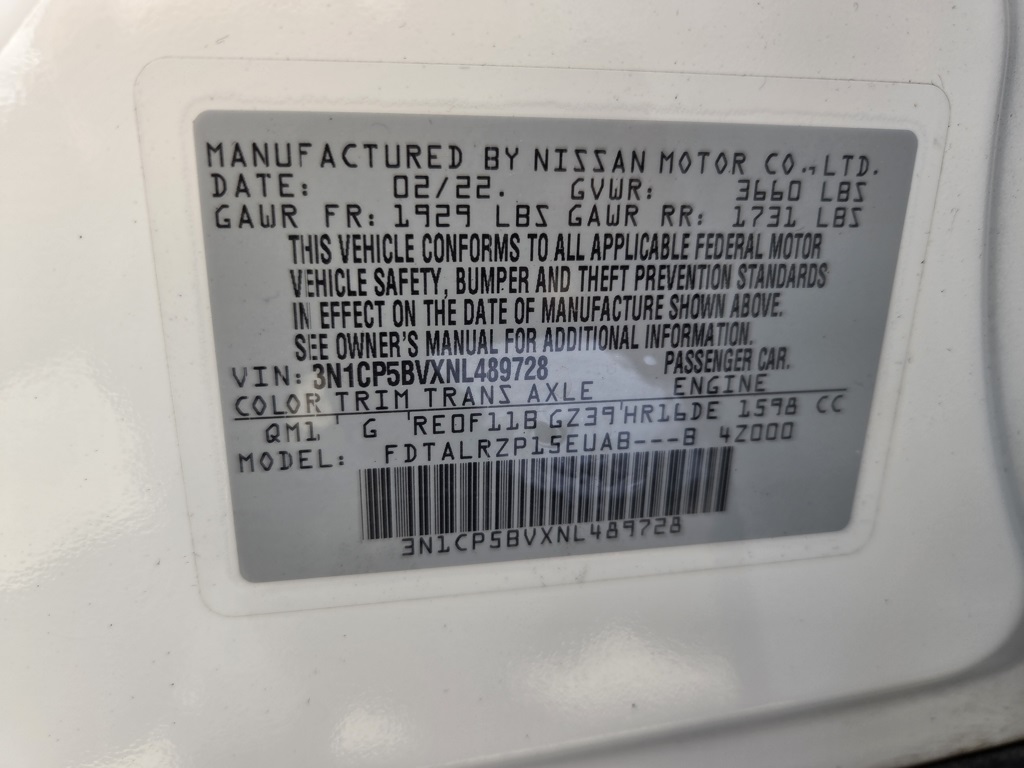 MANUFACTURED BY NISSAN MOTOR CO., LTD.
DATE: 02/22. GVWR: 3660 LBS
GAWR FR: 1929 LBS GAWR RR: 1731 LBS
THIS VEHICLE CONFORMS TO ALL APPLICABLE FEDERAL MOTOR
VEHICLE SAFETY, BUMPER AND THEFT PREVENTION STANDARDS
IN EFFECT ON THE DATE OF MANUFACTURE SHOWN ABOVE.
SEE OWNER'S MANUAL FOR ADDITIONAL INFORMATION.
VIN: 3N1CP5BVXNL489728 PASSENGER CAR.
COLOR TRIM TRANS AXLE ENGINE
QM1 ' G ' RE0F11B GZ39 ' HR16DE 1598 CC
MODEL: FDTALRZP15EUAB---B 4Z000
3N1CP5BVXNL489728